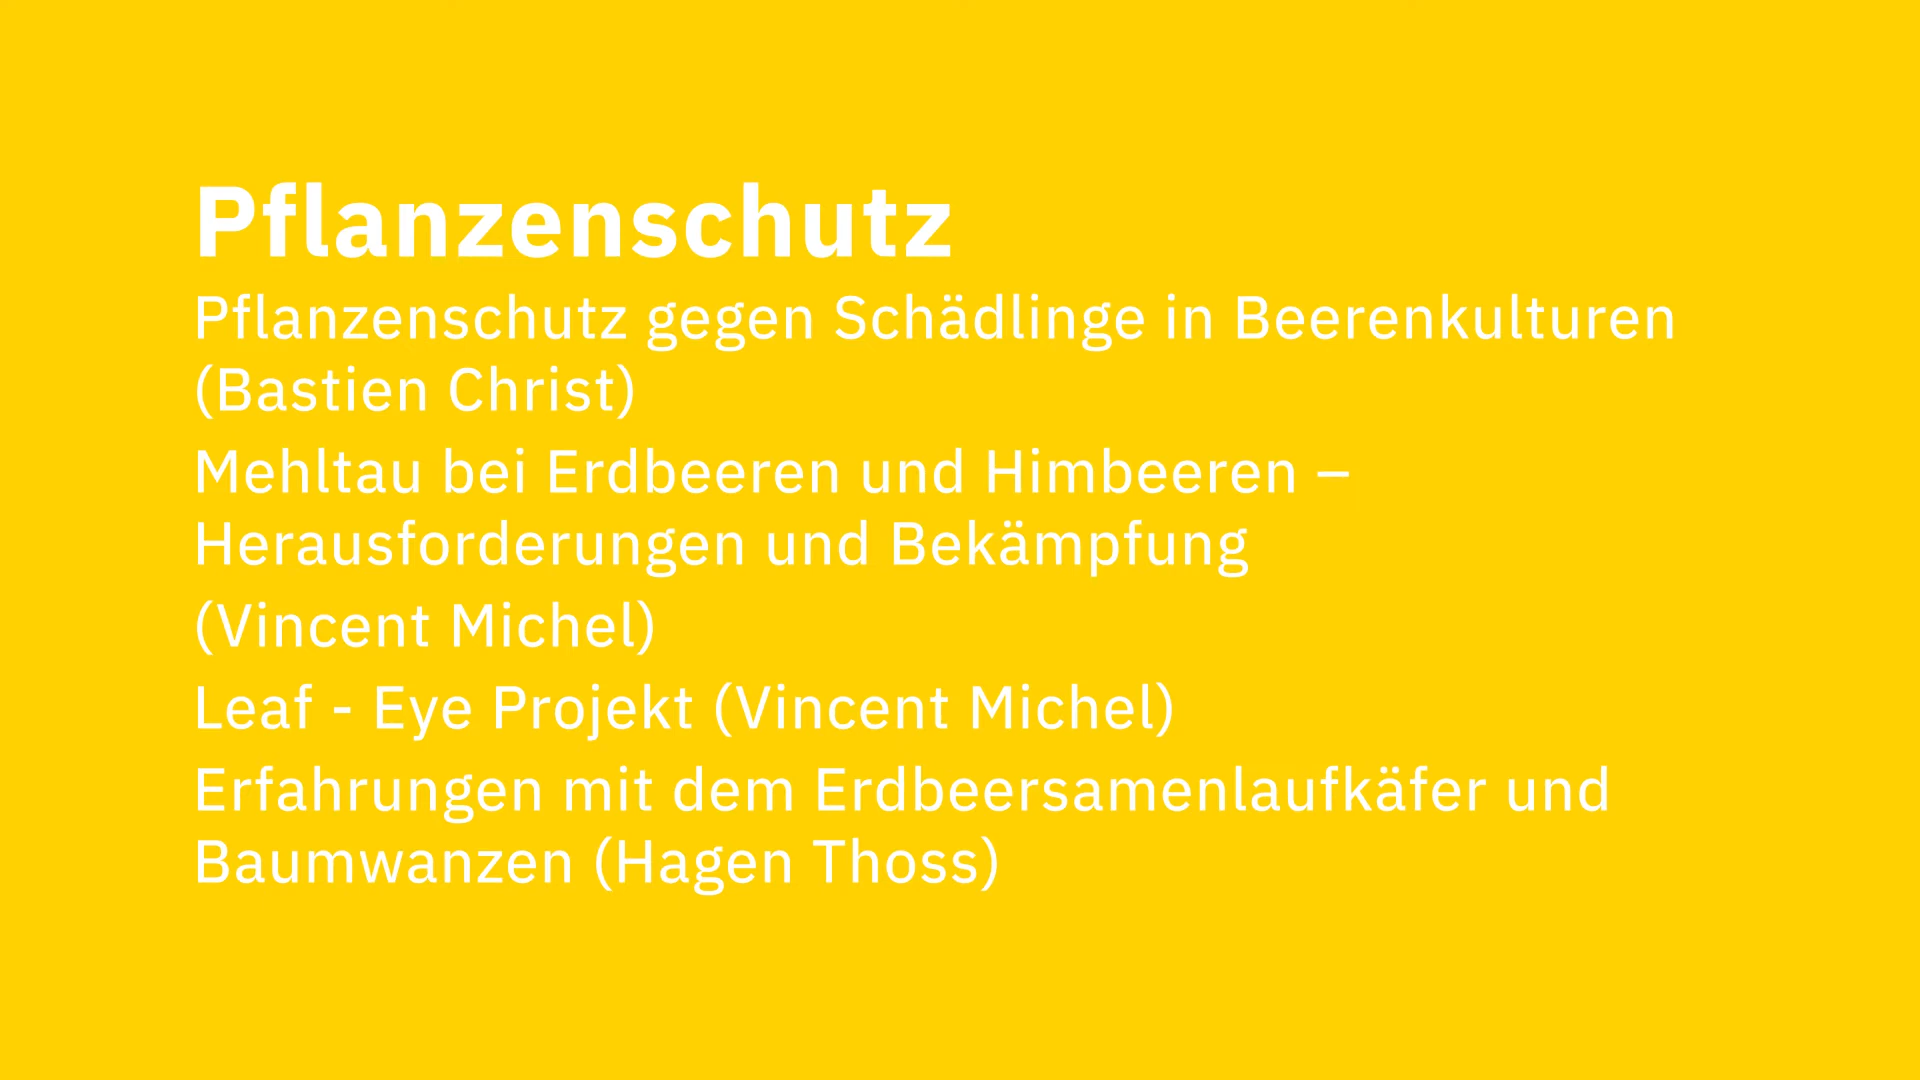 Pflanzenschutz
Pflanzenschutz gegen Schädlinge in Beerenkulturen
(Bastien Christ)
Mehltau bei Erdbeeren und Himbeeren –
Herausforderungen und Bekämpfung
(Vincent Michel)
Leaf - Eye Projekt (Vincent Michel)
Erfahrungen mit dem Erdbeersamenlaufkäfer und
Baumwanzen (Hagen Thoss)